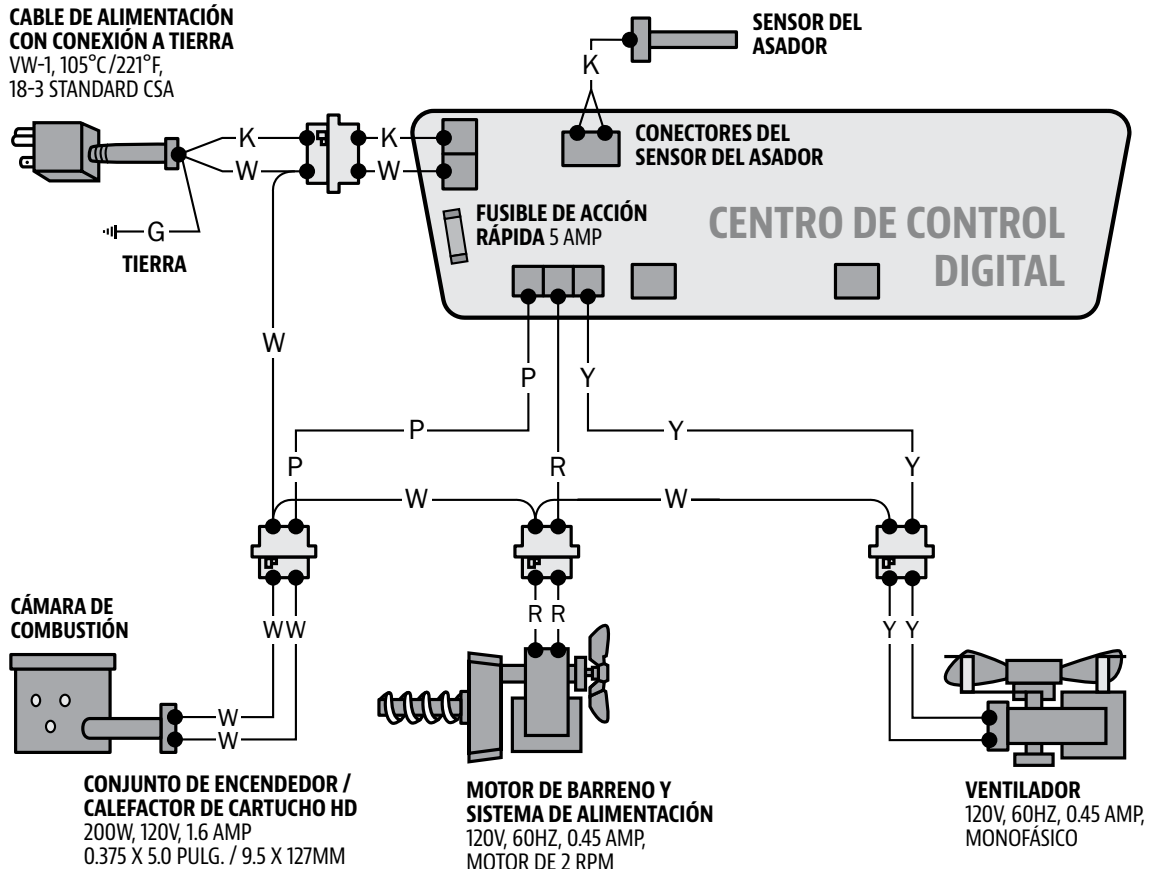 CABLE DE ALIMENTACIÓN
CON CONEXIÓN A TIERRA
VW-1, 105°C/221°F,
18-3 STANDARD CSA
SENSOR DEL
ASADOR
K
CONECTORES DEL
SENSOR DEL ASADOR
K
K
W
W
G
TIERRA
FUSIBLE DE ACCIÓN
RÁPIDA 5 AMP
CENTRO DE CONTROL
DIGITAL
W
P
Y
P
Y
P
R
Y
W
W
CÁMARA DE
COMBUSTIÓN
W W
R R
Y Y
W
W
CONJUNTO DE ENCENDEDOR /
CALEFACTOR DE CARTUCHO HD
200W, 120V, 1.6 AMP
0.375 X 5.0 PULG. / 9.5 X 127MM
MOTOR DE BARRENO Y
SISTEMA DE ALIMENTACIÓN
120V, 60HZ, 0.45 AMP,
MOTOR DE 2 RPM
VENTILADOR
120V, 60HZ, 0.45 AMP,
MONOFÁSICO